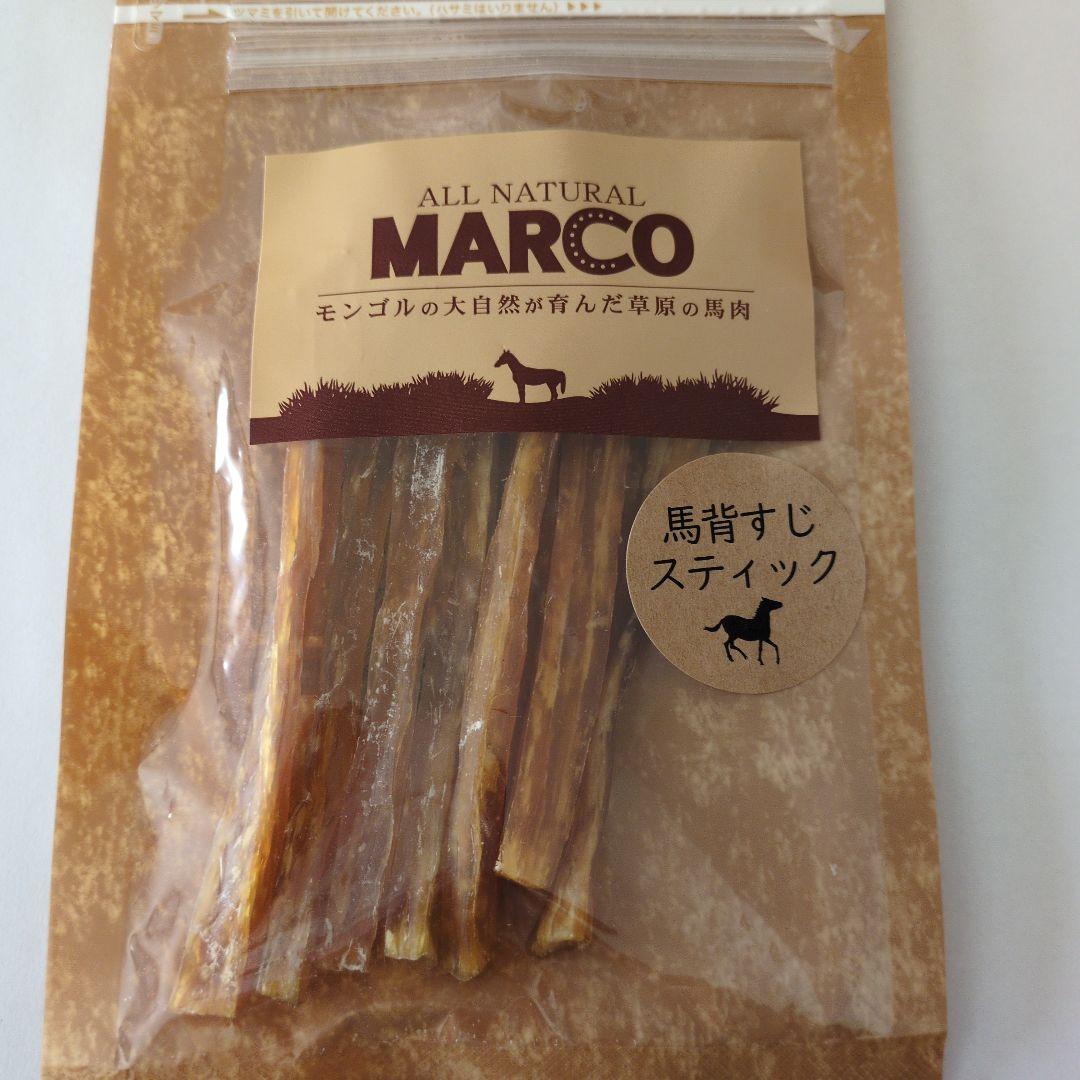 ツマミを引いて開けてください。(ハサミはいりません)▶▶▶
ALL NATURAL
MARCO
モンゴルの大自然が育んだ草原の馬肉
馬背すじ
スティック